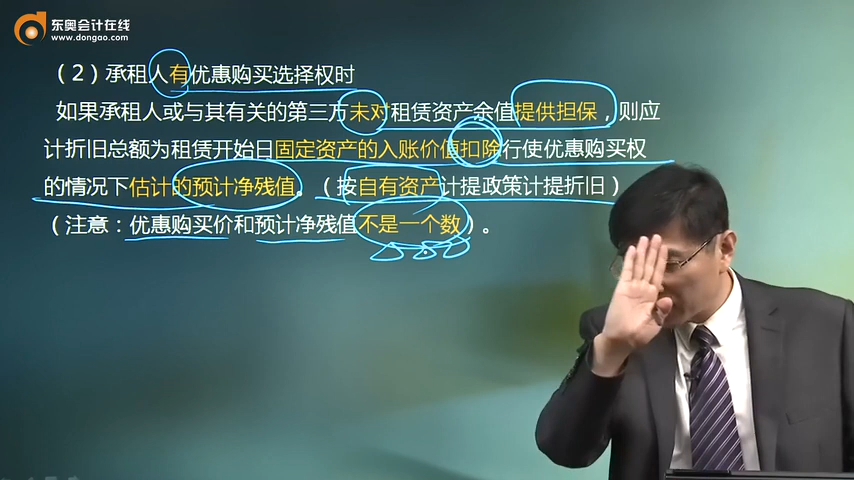 东奥会计在线
www.dongao.com
（2）承租人有优惠购买选择权时
如果承租人或与其有关的第三方未对租赁资产余值提供担保，则应
计折旧总额为租赁开始日固定资产的入账价值扣除行使优惠购买权
的情况下估计的预计净残值。（按自有资产计提政策计提折旧）
（注意：优惠购买价和预计净残值不是一个数）。